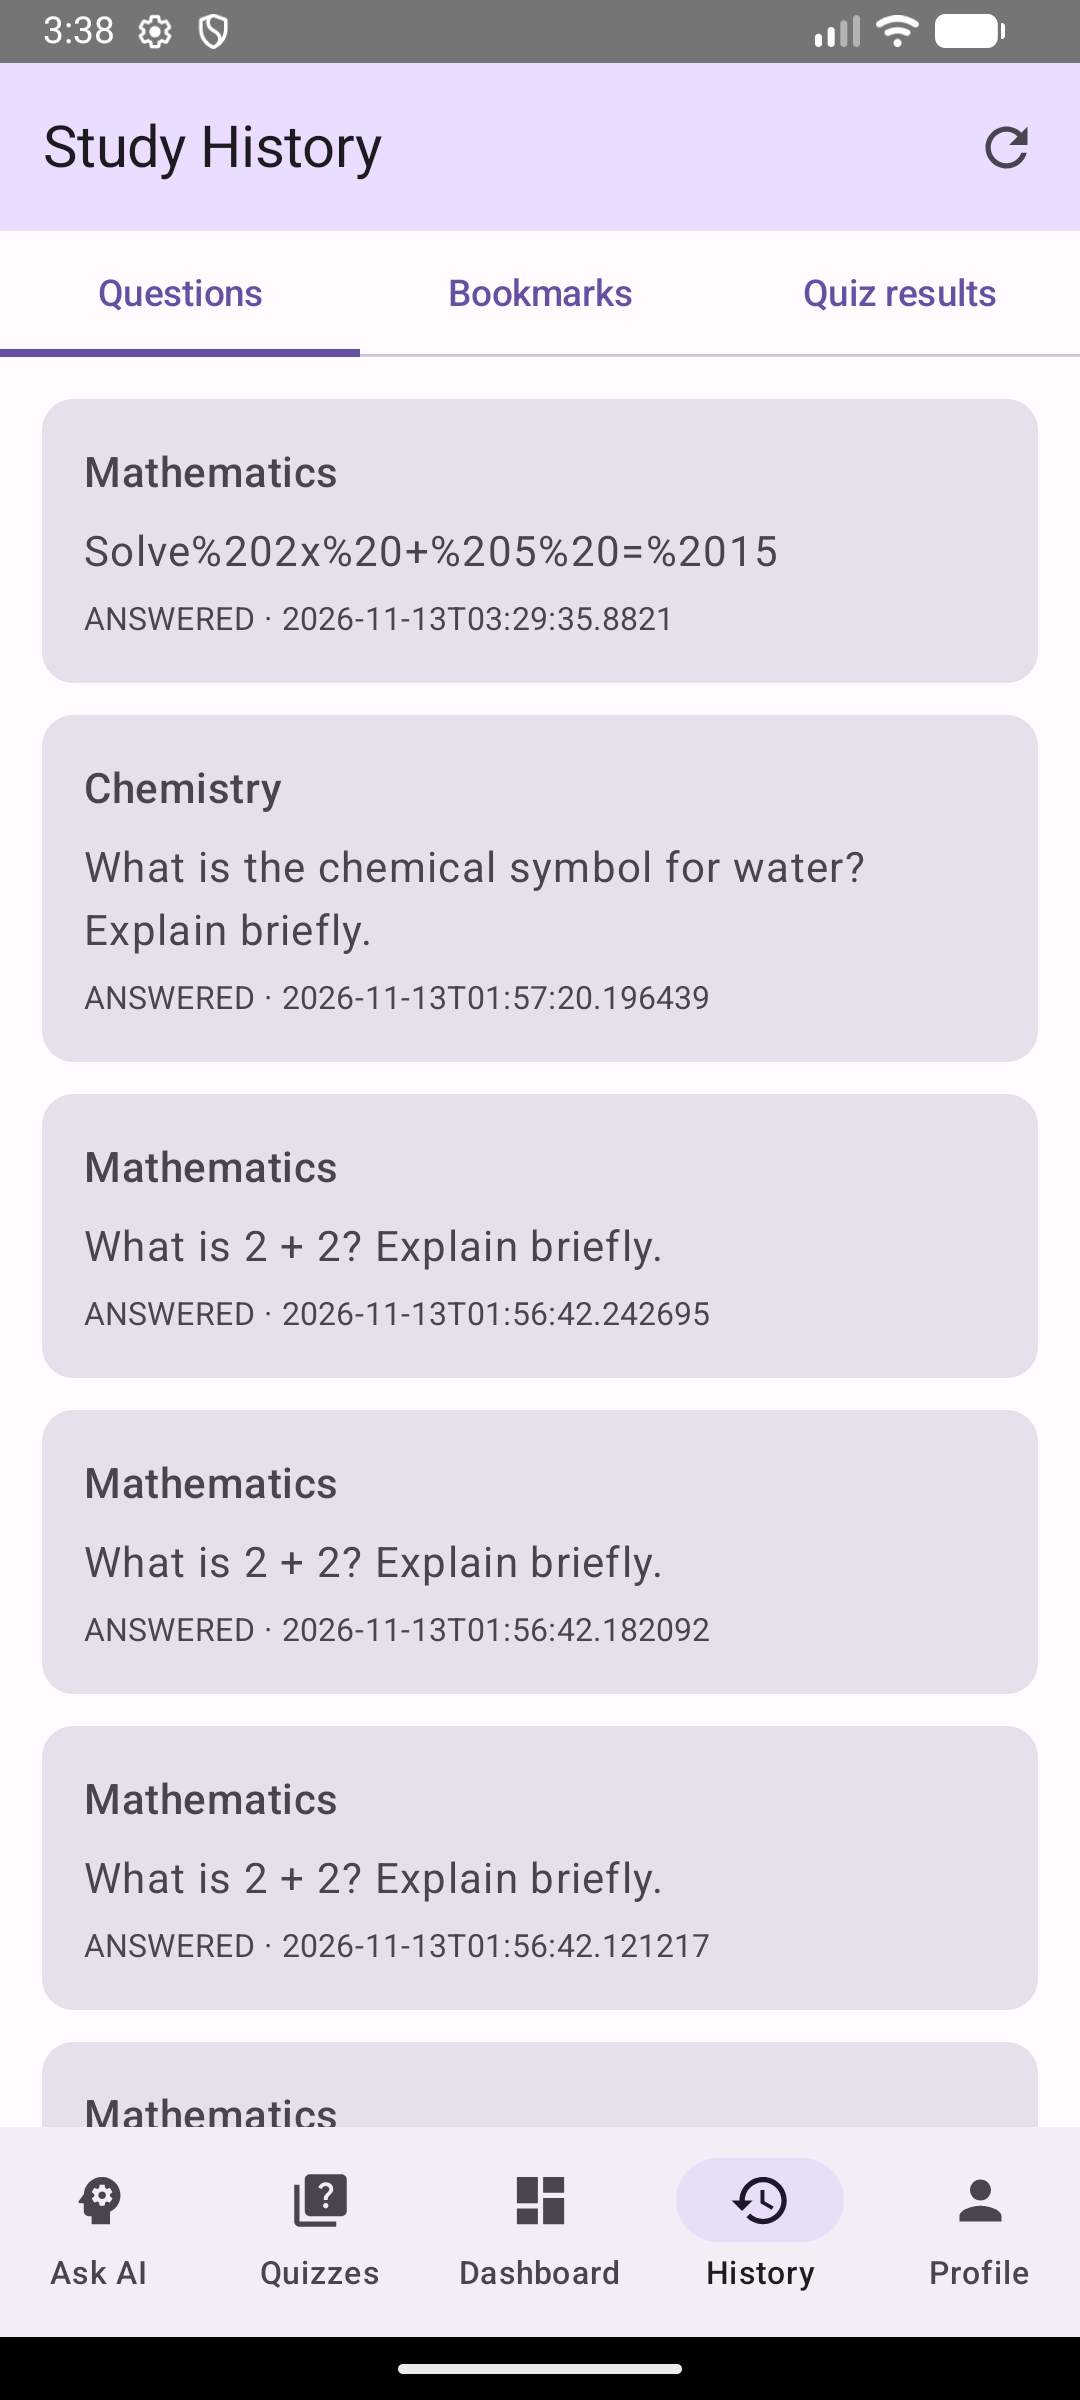 3:38
Study History
Questions
Bookmarks
Quiz results
Mathematics
Solve%202x%20+%205%20=%2015
ANSWERED · 2026-11-13T03:29:35.8821
Chemistry
What is the chemical symbol for water?
Explain briefly.
ANSWERED · 2026-11-13T01:57:20.196439
Mathematics
What is 2 + 2? Explain briefly.
ANSWERED · 2026-11-13T01:56:42.242695
Mathematics
What is 2 + 2? Explain briefly.
ANSWERED · 2026-11-13T01:56:42.182092
Mathematics
What is 2 + 2? Explain briefly.
ANSWERED · 2026-11-13T01:56:42.121217
Mathematics
Ask AI
Quizzes
Dashboard
History
Profile